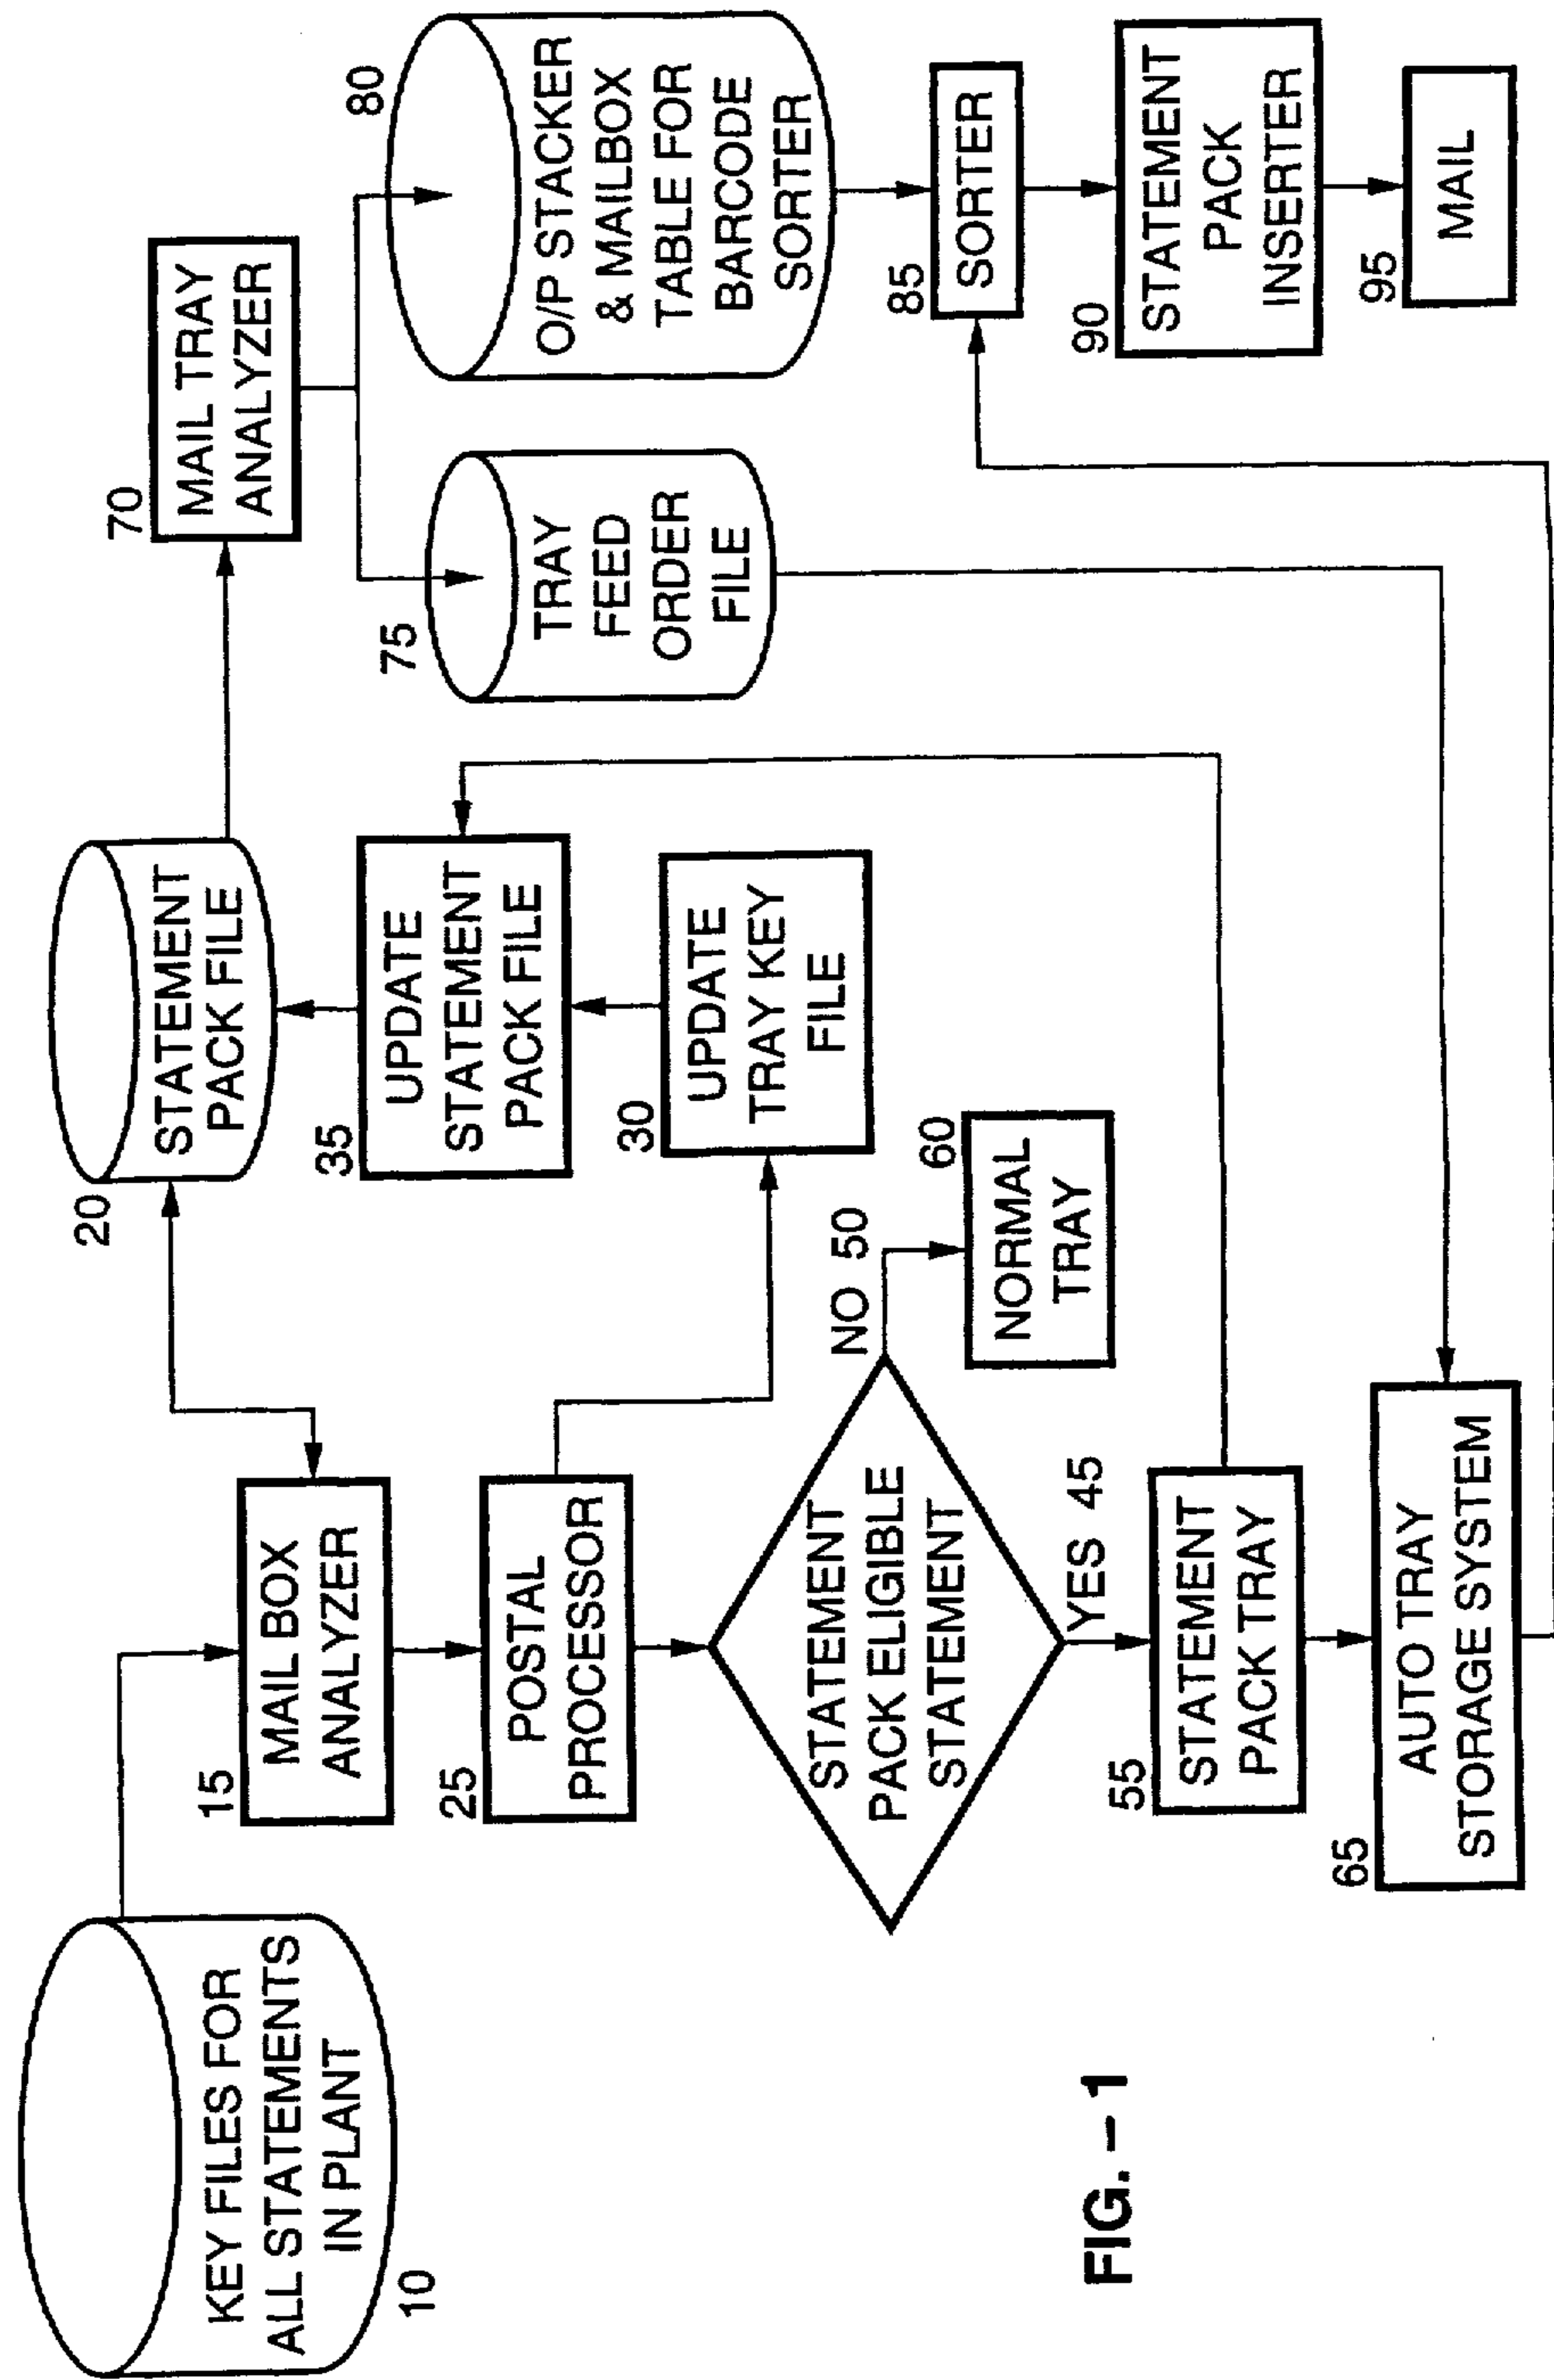 KEY FILES FOR
ALL STATEMENTS
IN PLANT
10
15
MAIL BOX
ANALYZER
20
STATEMENT
PACK FILE
25
POSTAL
PROCESSOR
35
UPDATE
STATEMENT
PACK FILE
30
UPDATE
TRAY KEY
FILE
STATEMENT
PACK ELIGIBLE
STATEMENT
NO 50
60
NORMAL
TRAY
YES 45
55
STATEMENT
PACK TRAY
65
AUTO TRAY
STORAGE SYSTEM
70
MAIL TRAY
ANALYZER
75
TRAY
FEED
ORDER
FILE
80
O/P STACKER
& MAILBOX
TABLE FOR
BARCODE
SORTER
85
SORTER
90
STATEMENT
PACK
INSERTER
95
MAIL
FIG. – 1